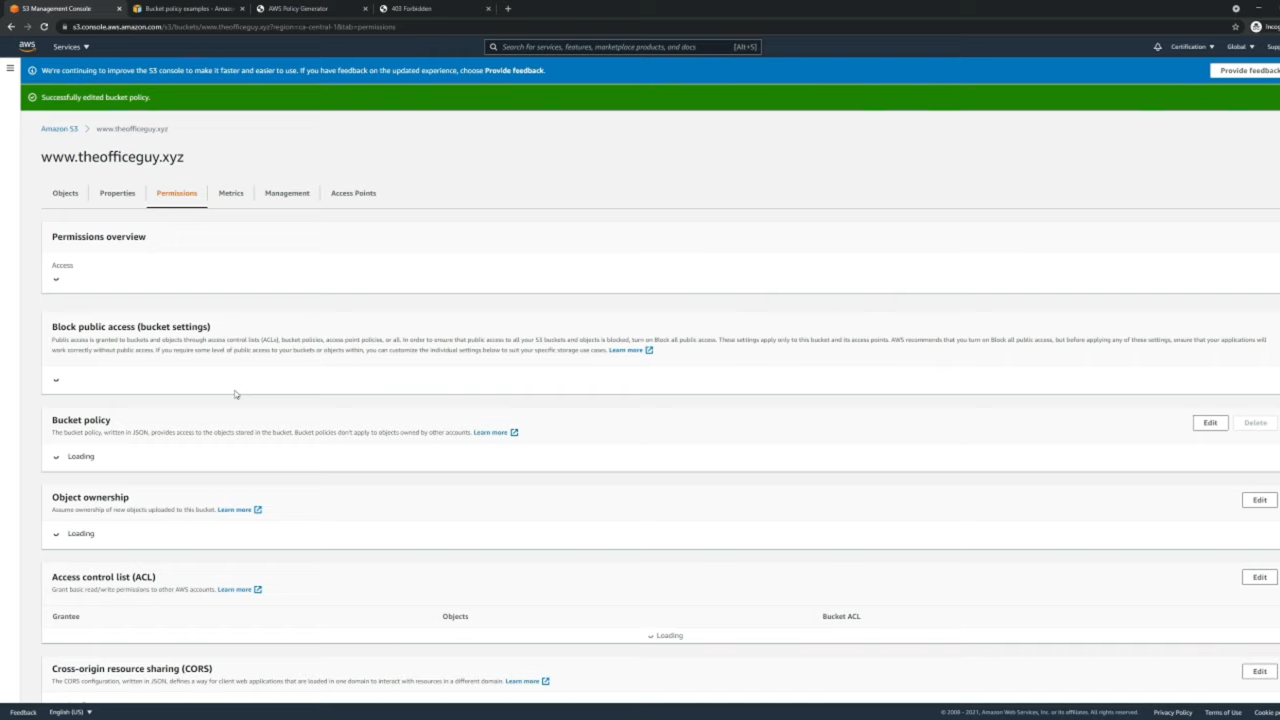 S3 Management Console
Bucket policy examples - Amazo
AWS Policy Generator
403 Forbidden
s3.console.aws.amazon.com/s3/buckets/www.theofficeguy.xyz?region=ca-central-1&tab=permissions
Incog
aws
Services
Search for services, features, marketplace products, and docs
[Alt+S]
Certification
Global
Supp
We're continuing to improve the S3 console to make it faster and easier to use. If you have feedback on the updated experience, choose Provide feedback.
Provide feedback
Successfully edited bucket policy.
Amazon S3 > www.theofficeguy.xyz
www.theofficeguy.xyz
Objects
Properties
Permissions
Metrics
Management
Access Points
Permissions overview
Access
Block public access (bucket settings)
Public access is granted to buckets and objects through access control lists (ACLs), bucket policies, access point policies, or all. In order to ensure that public access to all your S3 buckets and objects is blocked, turn on Block all public access. These settings apply only to this bucket and its access points. AWS recommends that you turn on Block all public access, but before applying any of these settings, ensure that your applications will
work correctly without public access. If you require some level of public access to your buckets or objects within, you can customize the individual settings below to suit your specific storage use cases. Learn more
Bucket policy
Edit
Delete
The bucket policy, written in JSON, provides access to the objects stored in the bucket. Bucket policies don't apply to objects owned by other accounts. Learn more
Loading
Object ownership
Edit
Assume ownership of new objects uploaded to this bucket. Learn more
Loading
Access control list (ACL)
Edit
Grant basic read/write permissions to other AWS accounts. Learn more
Grantee
Objects
Bucket ACL
Loading
Cross-origin resource sharing (CORS)
Edit
The CORS configuration, written in JSON, defines a way for client web applications that are loaded in one domain to interact with resources in a different domain. Learn more
Feedback
English (US)
© 2008 - 2021, Amazon Web Services, Inc. or its affiliates. All rights reserved.
Privacy Policy
Terms of Use
Cookie p